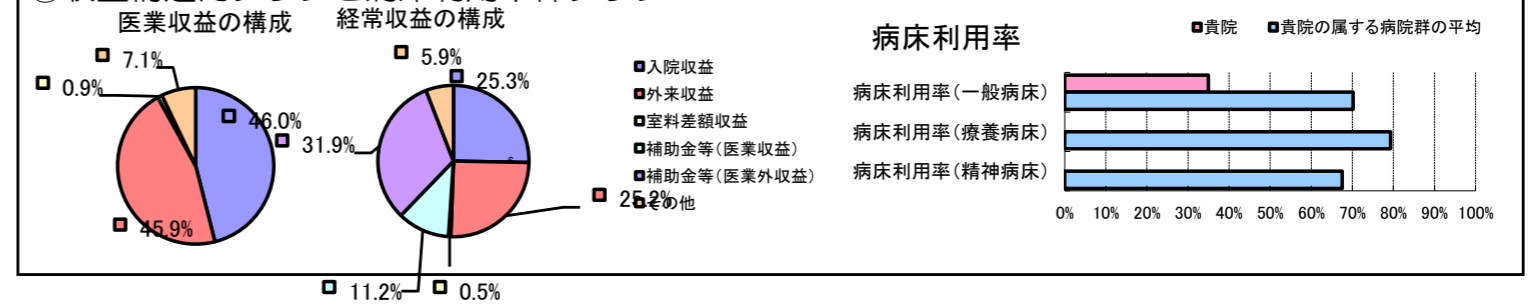 医業収益の構成
経常収益の構成
7.1%
0.9%
46.0%
45.9%
5.9%
25.3%
31.9%
25.2%
11.2%
0.5%
入院収益
外来収益
室料差額収益
補助金等(医業収益)
補助金等(医業外収益)
その他
病床利用率
貴院
貴院の属する病院群の平均
病床利用率(一般病床)
病床利用率(療養病床)
病床利用率(精神病床)
0% 10% 20% 30% 40% 50% 60% 70% 80% 90% 100%